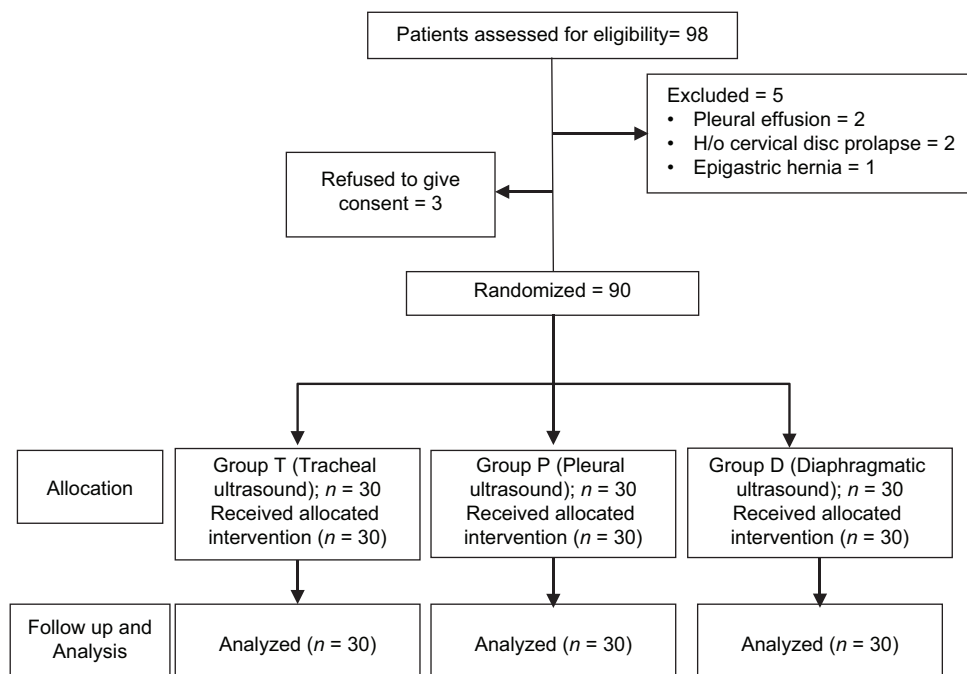 Patients assessed for eligibility= 98
Excluded = 5
• Pleural effusion = 2
• H/o cervical disc prolapse = 2
• Epigastric hernia = 1
Refused to give
consent = 3
Randomized = 90
Allocation
Group T (Tracheal
ultrasound); n = 30
Received allocated
intervention (n = 30)
Group P (Pleural
ultrasound); n = 30
Received allocated
intervention (n = 30)
Group D (Diaphragmatic
ultrasound); n = 30
Received allocated
intervention (n = 30)
Follow up and
Analysis
Analyzed (n = 30)
Analyzed (n = 30)
Analyzed (n = 30)